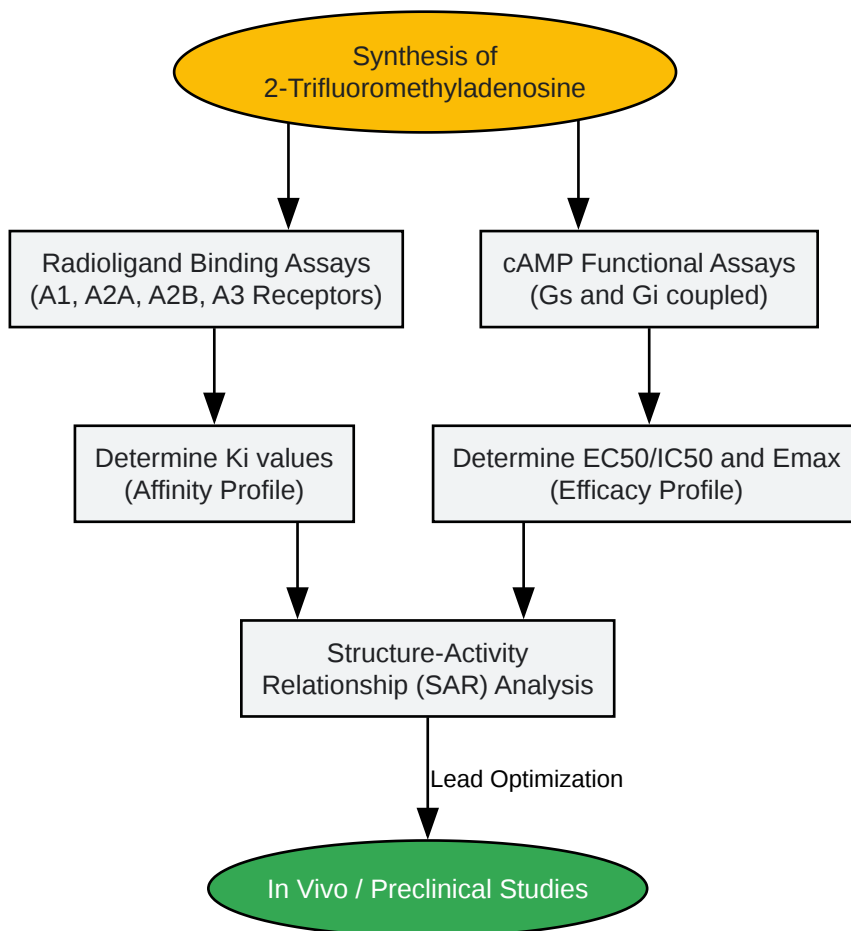 Synthesis of
2-Trifluoromethyladenosine
Radioligand Binding Assays
(A1, A2A, A2B, A3 Receptors)
cAMP Functional Assays
(Gs and Gi coupled)
Determine Ki values
(Affinity Profile)
Determine EC50/IC50 and Emax
(Efficacy Profile)
Structure-Activity
Relationship (SAR) Analysis
Lead Optimization
In Vivo / Preclinical Studies